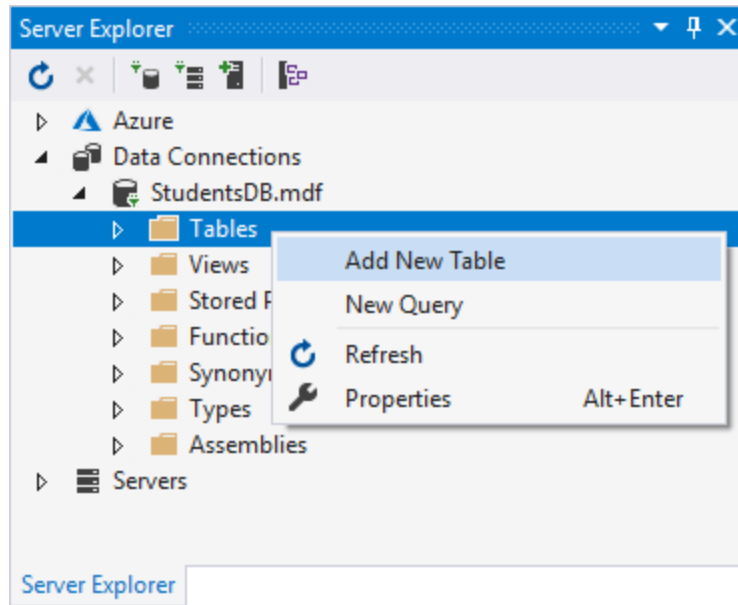 Server Explorer
Azure
Data Connections
StudentsDB.mdf
Tables
Add New Table
Views
Stored
New Query
Refresh
Properties Alt+Enter
Types
Assemblies
Servers
Server Explorer